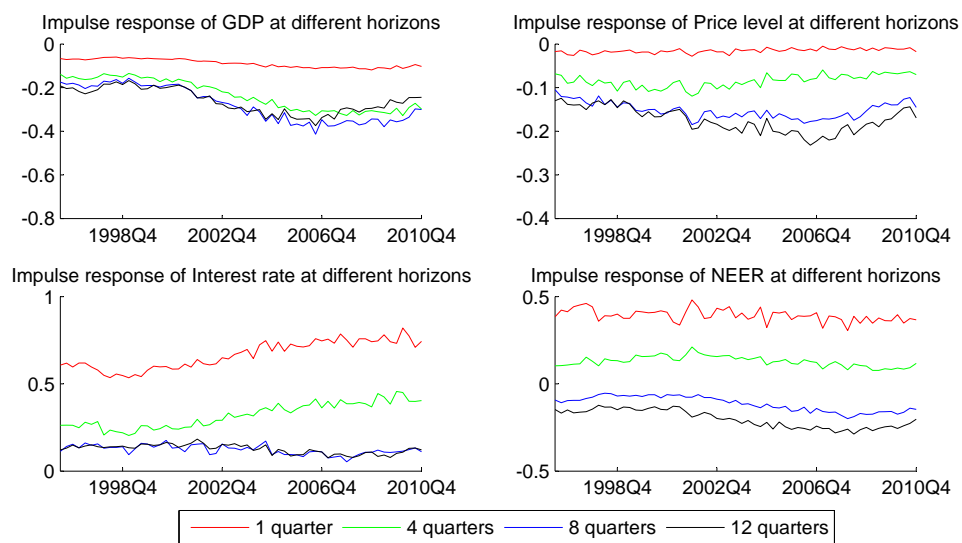 Impulse response of GDP at different horizons
0
-0.2
-0.4
-0.6
-0.8
1998Q4 2002Q4 2006Q4 2010Q4
Impulse response of Price level at different horizons
0
-0.1
-0.2
-0.3
-0.4
1998Q4 2002Q4 2006Q4 2010Q4
Impulse response of Interest rate at different horizons
1
0.5
0
1998Q4 2002Q4 2006Q4 2010Q4
Impulse response of NEER at different horizons
0.5
0
-0.5
1998Q4 2002Q4 2006Q4 2010Q4
1 quarter 4 quarters 8 quarters 12 quarters